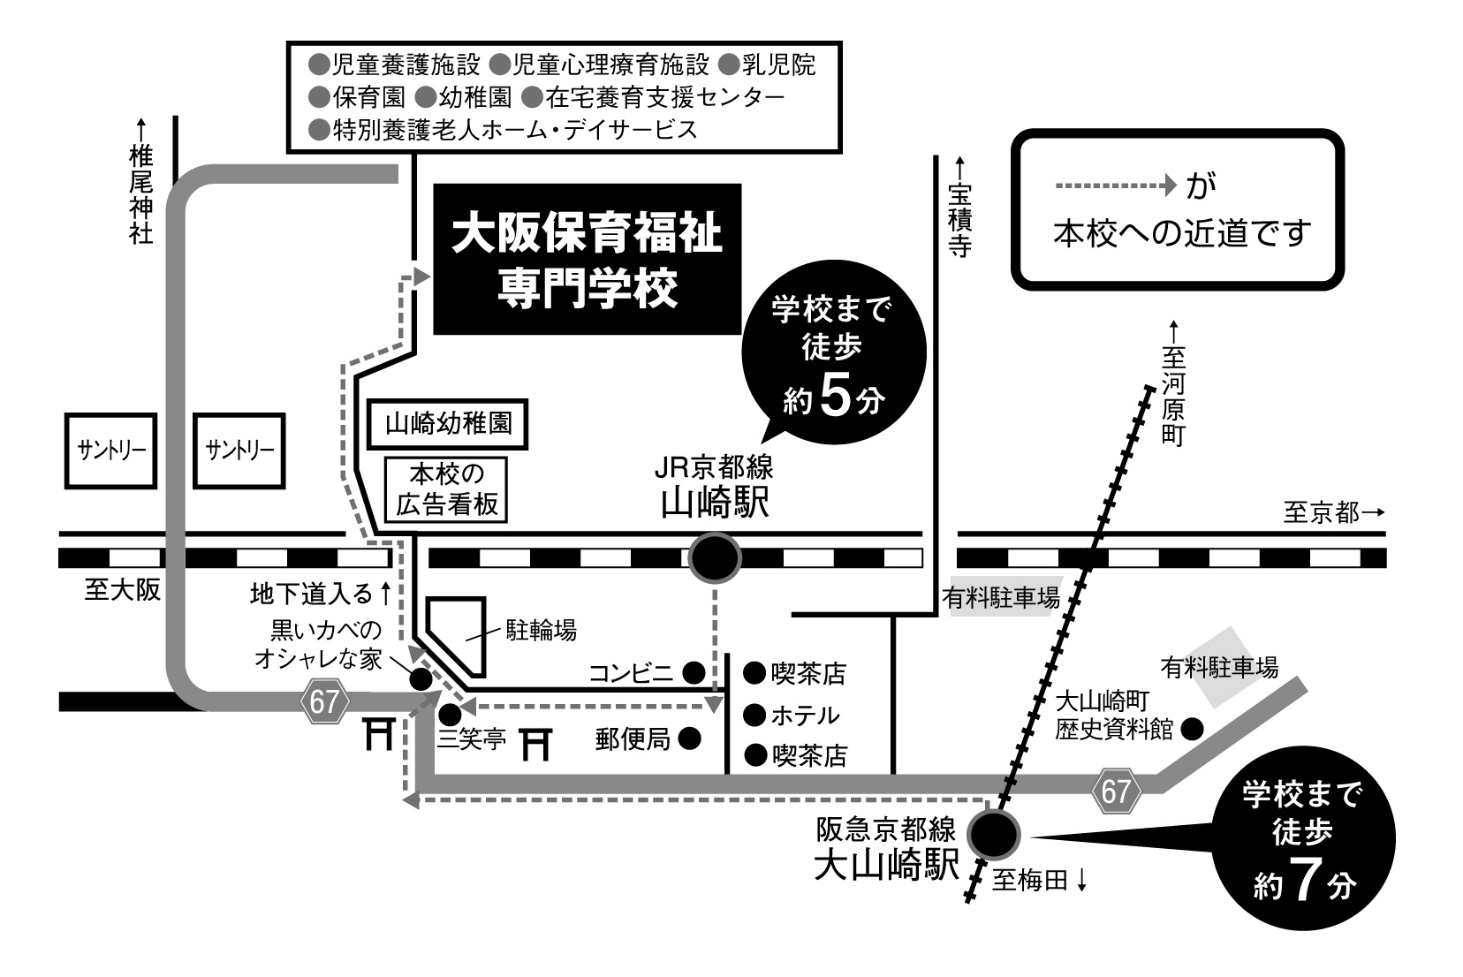 ●児童養護施設 ●児童心理療育施設 ●乳児院
●保育園 ●幼稚園 ●在宅養育支援センター
●特別養護老人ホーム・デイサービス
↑椎尾神社
大阪保育福祉
専門学校
↑宝積寺
が
本校への近道です
学校まで
徒歩
約5分
↑至河原町
サントリー
サントリー
山崎幼稚園
本校の
広告看板
JR京都線
山崎駅
至京都→
至大阪
地下道入る↑
黒いカベの
オシャレな家
駐輪場
有料駐車場
有料駐車場
コンビニ
喫茶店
ホテル
喫茶店
67
三笑亭
郵便局
大山崎町
歴史資料館
67
学校まで
徒歩
約7分
阪急京都線
大山崎駅
至梅田↓